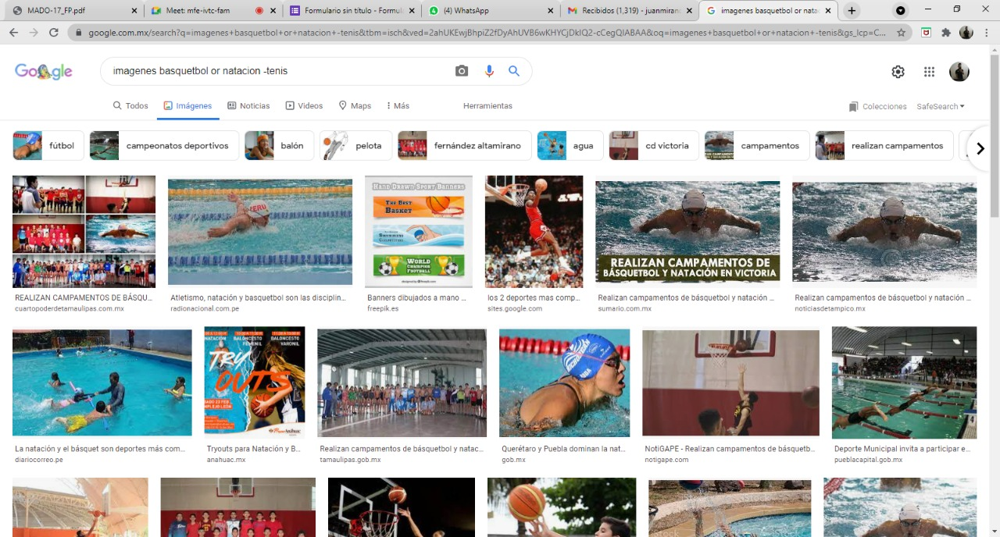 MADO-17_FP.pdf
Meet: mfe-ivtc-fam
Formulario sin título - Formul
(4) WhatsApp
Recibidos (1,319) - juanmiran
imagenes basquetbol or nata
google.com.mx/search?q=imagenes+basquetbol+or+natacion+-tenis&tbm=isch&ved=2ahUKEwjBhpiZ2fDyAhUVB6wKHYCjDkIQ2-cCegQIABAA&oq=imagenes+basquetbol+or+natacion+-tenis&gs_lcp=C...
Google
imagenes basquetbol or natacion -tenis
Todos Imágenes Noticias Videos Maps Más Herramientas
Colecciones SafeSearch
fútbol campeonatos deportivos balón pelota fernández altamirano agua cd victoria campamentos realizan campamentos
PERU
HAND DRAWN SPORT BANNERS
THE BEST
BASKET
SWIMMING
WORLD
CHAMPION
FOOTBALL
designed by freepik.com
REALIZAN CAMPAMENTOS DE
BÁSQUETBOL Y NATACIÓN EN VICTORIA
REALIZAN CAMPAMENTOS DE BÁSQU...
cuartopoderdetamaulipas.com.mx
Atletismo, natación y basquetbol son las disciplin...
radionacional.com.pe
Banners dibujados a mano ...
freepik.es
los 2 deportes mas comp...
sites.google.com
Realizan campamentos de básquetbol y natación ...
sumario.com.mx
Realizan campamentos de básquetbol y natación ...
noticiasdetampico.mx
NATACIÓN
BALONCESTO
FEMENIL
BALONCESTO
VARONIL
TRY
OUTS
Anáhuac
La natación y el básquet son deportes más com...
diariocorreo.pe
Tryouts para Natación y B...
anahuac.mx
Realizan campamentos de básquetbol y natac...
tamaulipas.gob.mx
Querétaro y Puebla dominan la nat...
gob.mx
NotiGAPE - Realizan campamentos de básquetb...
notigape.com
Deporte Municipal invita a participar e...
pueblacapital.gob.mx